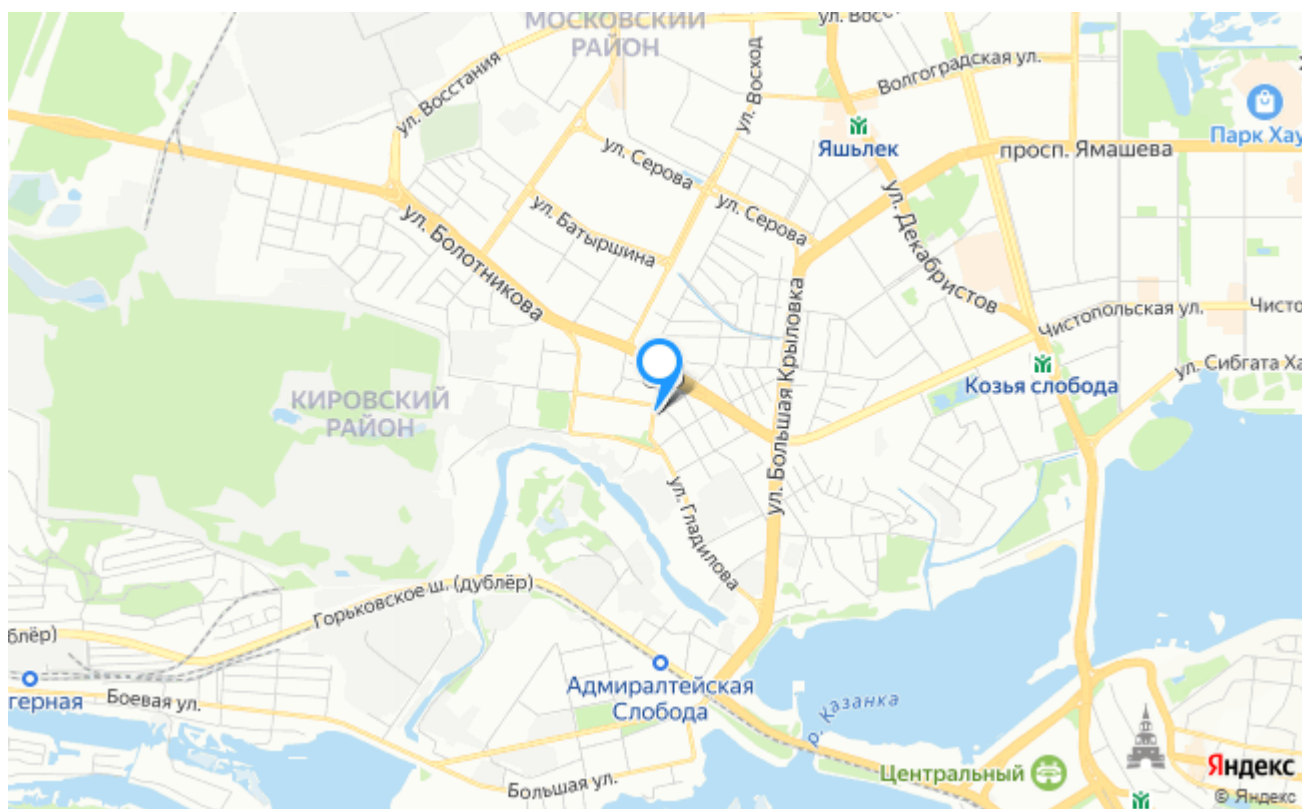 МОСКОВСКИЙ
РАЙОН
ул. Восстания
ул. Восход
Волгоградская ул.
Парк Хау
Яшьлек
просп. Ямашева
ул. Серова
ул. Серова
ул. Батыршина
ул. Декабристов
ул. Болотникова
ул. Большая Крыловка
Чистопольская ул.
Чисто
ул. Сибгата Ха
Козья слобода
КИРОВСКИЙ
РАЙОН
ул. Гладилова
Горьковское ш. (дублёр)
блёр)
Адмиралтейская
Слобода
герная
Боевая ул.
р. Казанка
Большая ул.
Центральный
Яндекс
© Яндекс